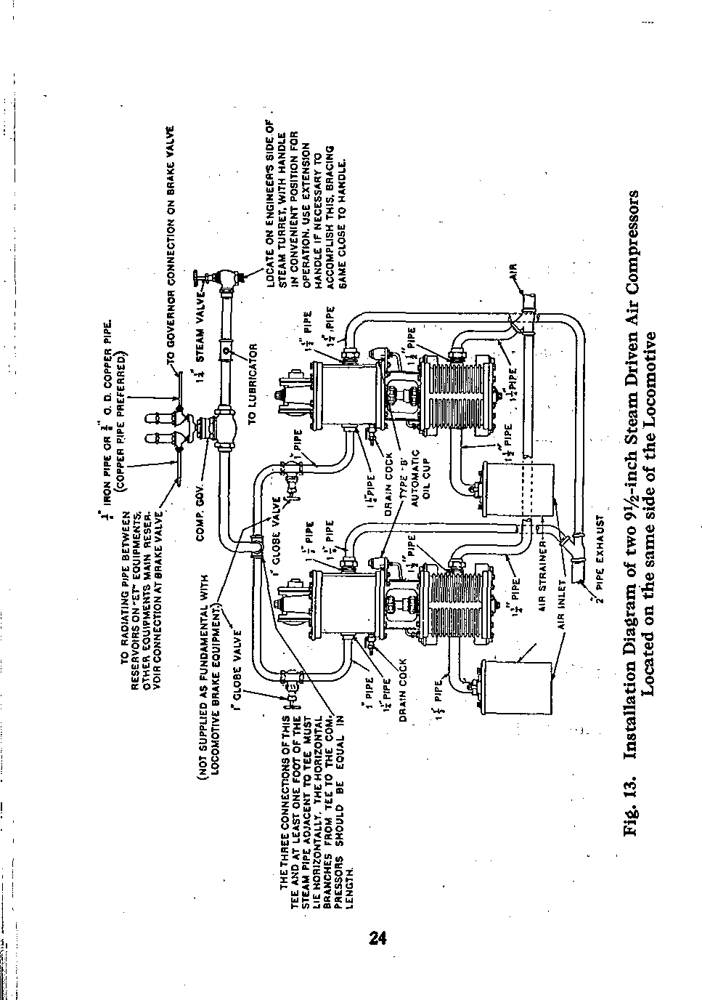 TO RADIATING PIPE BETWEEN
RESERVOIRS ON "ET" EQUIPMENTS,
OTHER EQUIPMENTS MAIN RESER-
VOIR CONNECTION AT BRAKE VALVE
IRON PIPE OR O. D. COPPER PIPE.
(COPPER PIPE PREFERRED)
TO GOVERNOR CONNECTION ON BRAKE VALVE
COMP. GOV.
1¼" STEAM VALVE
TO LUBRICATOR
LOCATE ON ENGINEER'S SIDE OF
STEAM TURRET, WITH HANDLE
IN CONVENIENT POSITION FOR
OPERATION. USE EXTENSION
HANDLE IF NECESSARY TO
ACCOMPLISH THIS, BRACING
SAME CLOSE TO HANDLE.
(NOT SUPPLIED AS FUNDAMENTAL WITH
LOCOMOTIVE BRAKE EQUIPMENT.)
1" GLOBE VALVE
1" GLOBE VALVE
1" PIPE
THE THREE CONNECTIONS OF THIS
TEE AND AT LEAST ONE FOOT OF THE
STEAM PIPE ADJACENT TO TEE MUST
LIE HORIZONTALLY. THE HORIZONTAL
BRANCHES FROM TEE TO THE COM-
PRESSORS SHOULD BE EQUAL IN
LENGTH.
1" PIPE
1¼" PIPE
DRAIN COCK
1½" PIPE
PIPE
PIPE
1¼" PIPE
DRAIN COCK
TYPE "B"
AUTOMATIC
OIL CUP
1½" PIPE
1½" PIPE
1½" PIPE
1½" PIPE
1½" PIPE
1½" PIPE
1½" PIPE
AIR
1½" PIPE
AIR STRAINER
AIR INLET
2" PIPE EXHAUST
Fig. 13. Installation Diagram of two 9½-inch Steam Driven Air Compressors
Located on the same side of the Locomotive
24